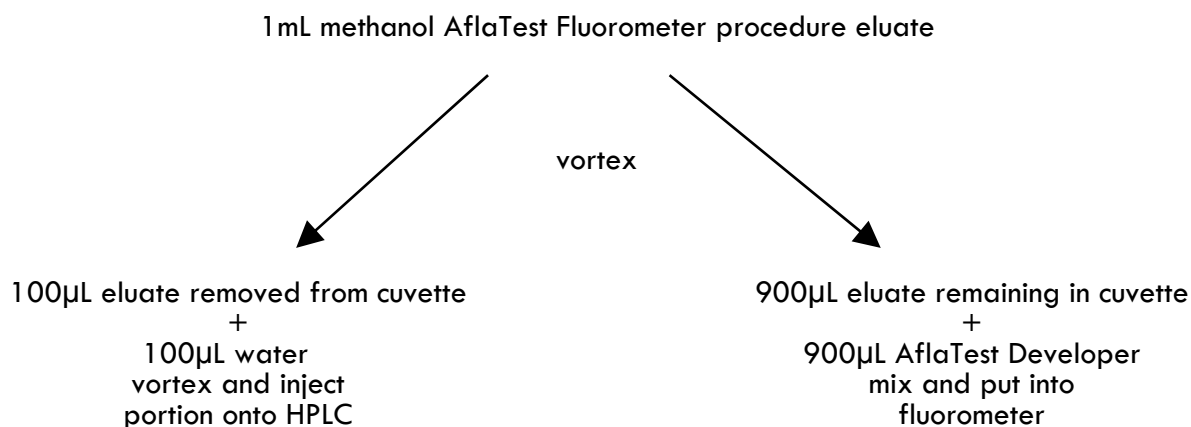 1mL methanol AflaTest Fluorometer procedure eluate
vortex
100µL eluate removed from cuvette
+
100µL water
vortex and inject
portion onto HPLC
900µL eluate remaining in cuvette
+
900µL AflaTest Developer
mix and put into
fluorometer